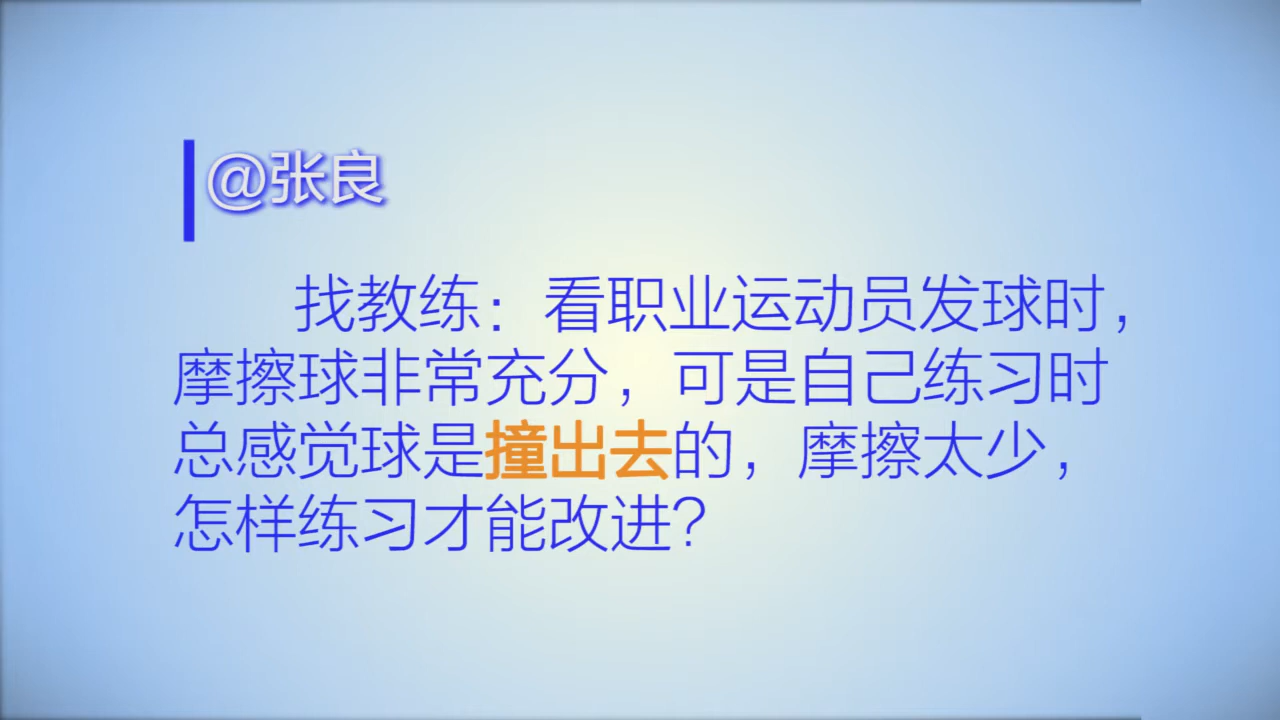 @张良
找教练：看职业运动员发球时，
摩擦球非常充分，可是自己练习时
总感觉球是撞出去的，摩擦太少，
怎样练习才能改进？